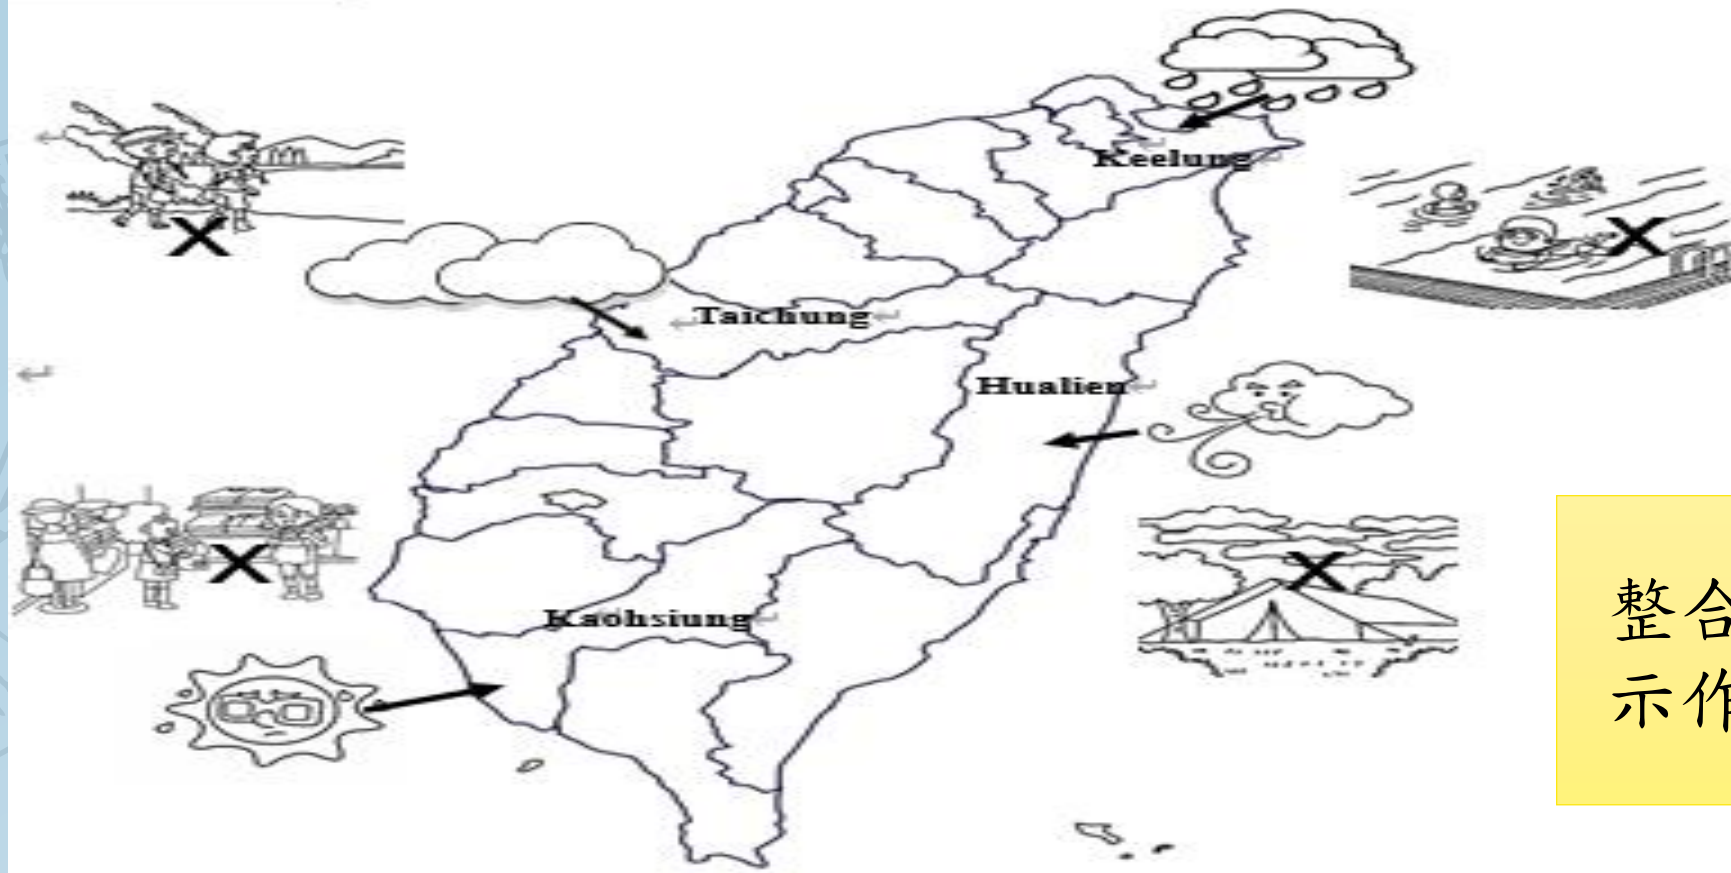 Keelung
Taichung
Hualien
Kaohsiung
整合
示作